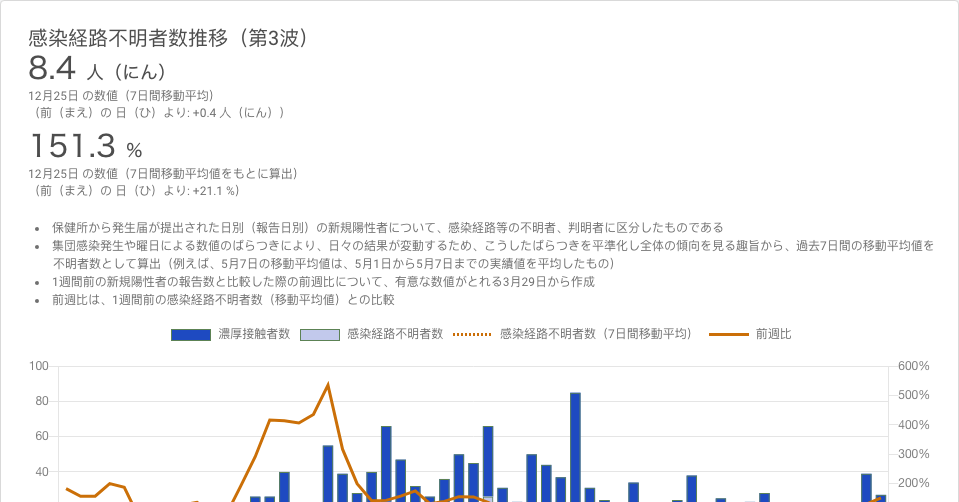 感染経路不明者数推移（第3波）
8.4 人（にん）
12月25日 の数値（7日間移動平均）
（前（まえ）の 日（ひ）より: +0.4 人（にん））
151.3 %
12月25日 の数値（7日間移動平均値をもとに算出）
（前（まえ）の 日（ひ）より: +21.1 %）
保健所から発生届が提出された日別（報告日別）の新規陽性者について、感染経路等の不明者、判明者に区分したものである
集団感染発生や曜日による数値のばらつきにより、日々の結果が変動するため、こうしたばらつきを平準化し全体の傾向を見る趣旨から、過去7日間の移動平均値を
不明者数として算出（例えば、5月7日の移動平均値は、5月1日から5月7日までの実績値を平均したもの）
1週間前の新規陽性者の報告数と比較した際の前週比について、有意な数値がとれる3月29日から作成
前週比は、1週間前の感染経路不明者数（移動平均値）との比較
濃厚接触者数 感染経路不明者数 感染経路不明者数（7日間移動平均） 前週比
100 600%
500%
80
400%
60
300%
40
200%